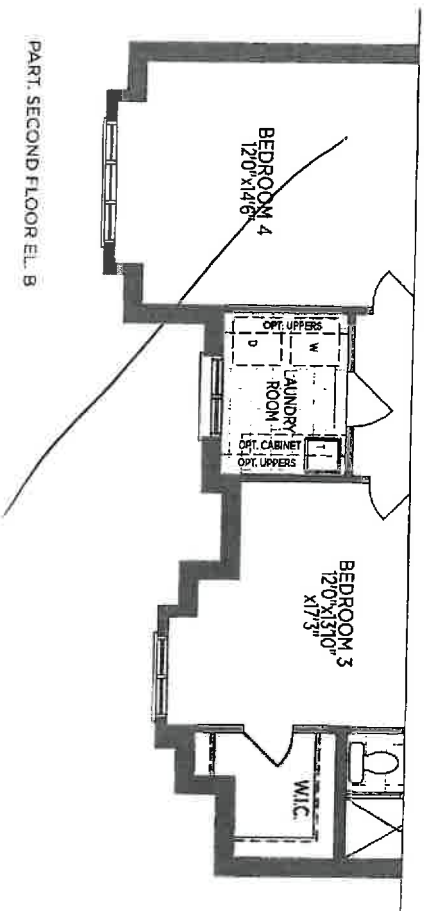 BEDROOM 4
12'0"x14'6"
OPT. UPPERS
W
D
LAUNDRY
ROOM
OPT. CABINET
OPT. UPPERS
T
BEDROOM 3
12'0"x13'10"
x17'3"
W.I.C.
PART. SECOND FLOOR EL. B